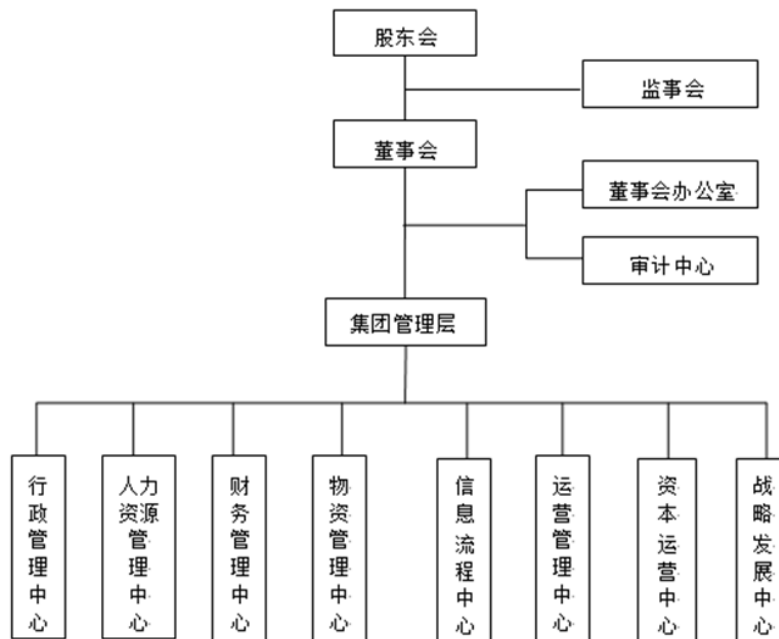 股东会
监事会
董事会
董事会办公室
审计中心
集团管理层
行政管理中心
人力资源管理中心
财务管理中心
物资管理中心
信息流程中心
运营管理中心
资本运营中心
战略发展中心